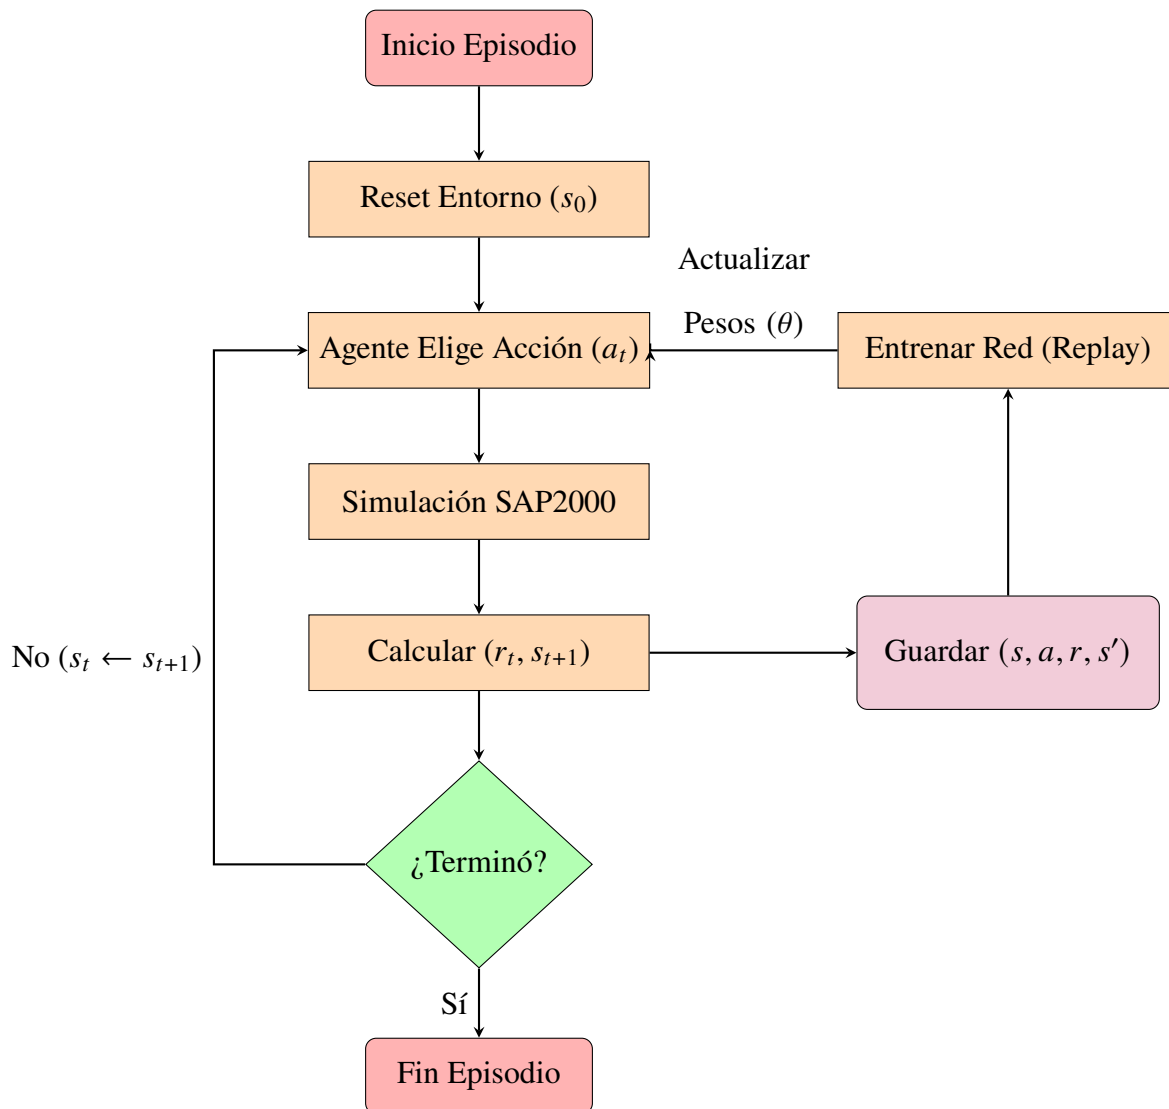 Inicio Episodio
Reset Entorno (s₀)
Actualizar
Pesos (θ)
Agente Elige Acción (aₜ)
Entrenar Red (Replay)
Simulación SAP2000
Calcular (rₜ, sₜ₊₁)
Guardar (s, a, r, s′)
No (sₜ ← sₜ₊₁)
¿Terminó?
Sí
Fin Episodio